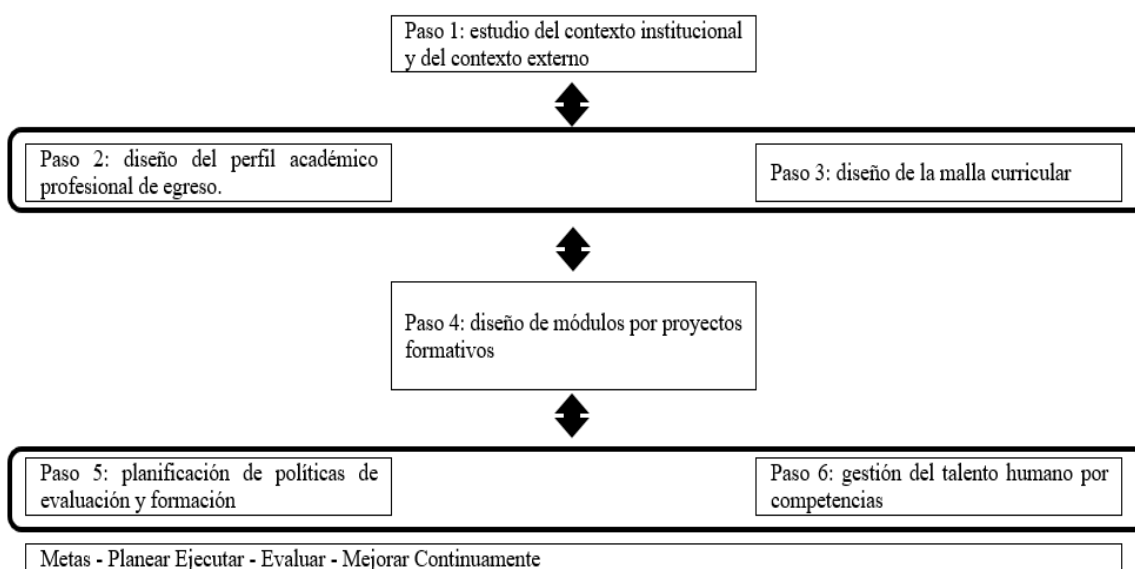 Paso 1: estudio del contexto institucional
y del contexto externo
Paso 2: diseño del perfil académico
profesional de egreso.
Paso 3: diseño de la malla curricular
Paso 4: diseño de módulos por proyectos
formativos
Paso 5: planificación de políticas de
evaluación y formación
Paso 6: gestión del talento humano por
competencias
Metas - Planear Ejecutar - Evaluar - Mejorar Continuamente